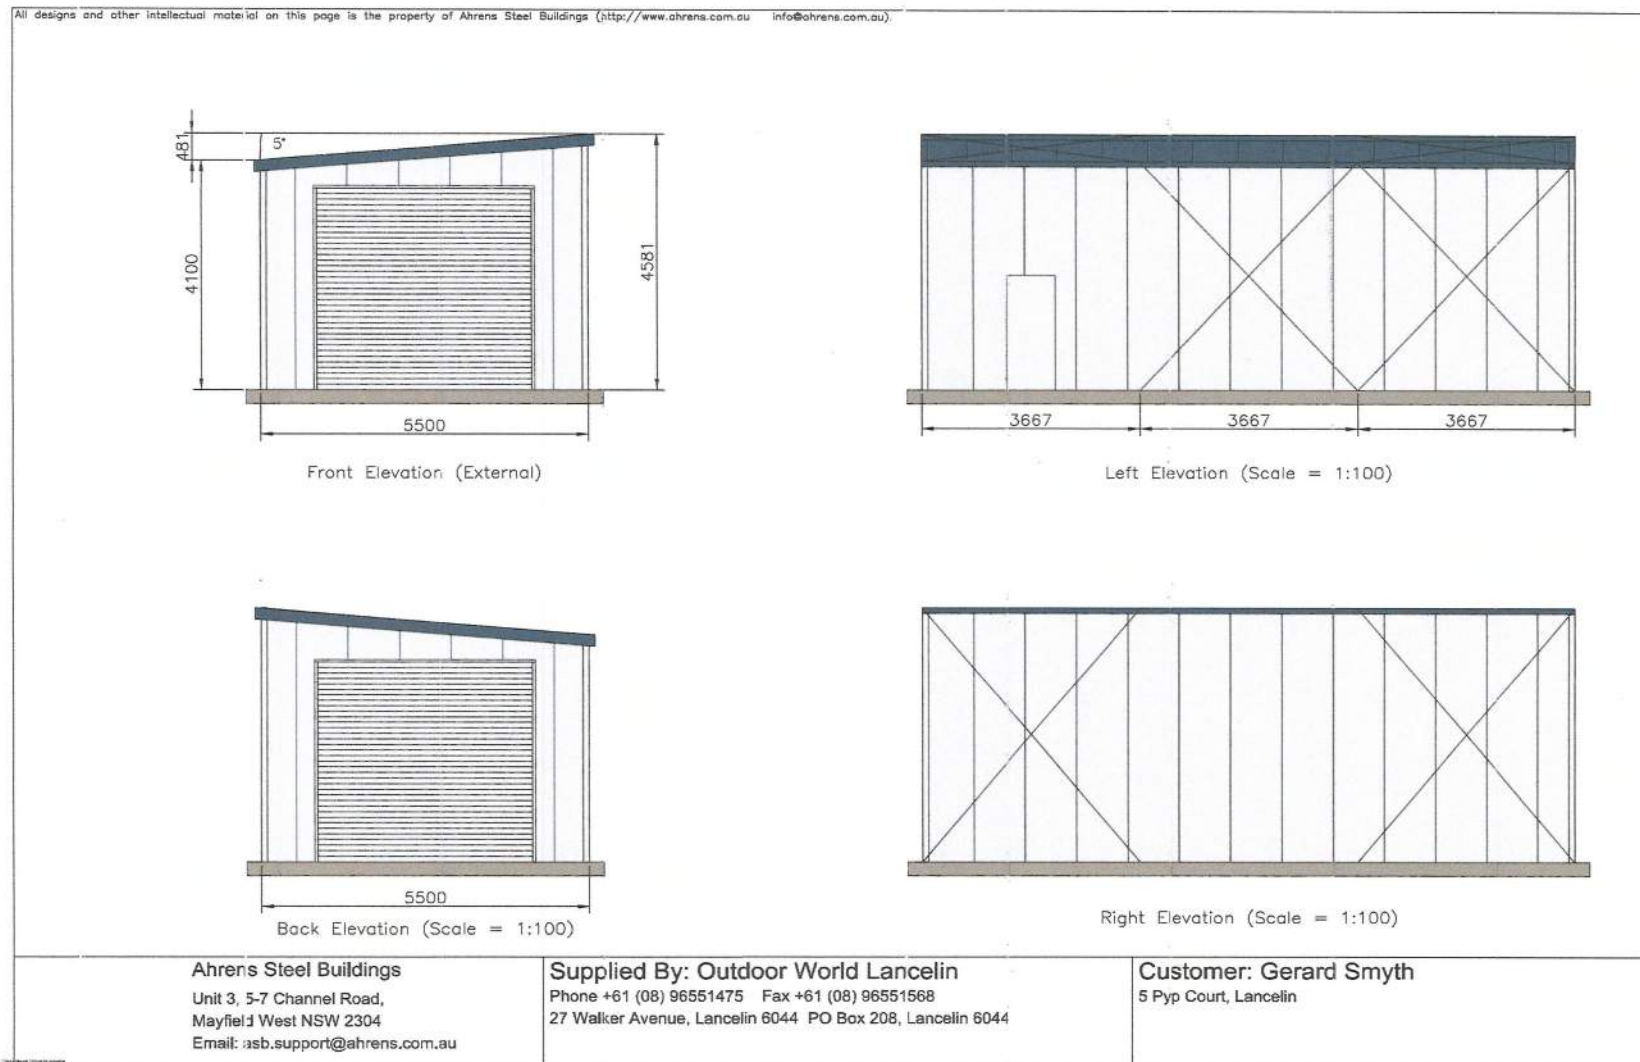 All designs and other intellectual material on this page is the property of Ahrens Steel Buildings (http://www.ahrens.com.au info@ahrens.com.au).
481
5°
4100
4581
5500
Front Elevation (External)
3667 3667 3667
Left Elevation (Scale = 1:100)
5500
Back Elevation (Scale = 1:100)
Right Elevation (Scale = 1:100)
Ahrens Steel Buildings
Unit 3, 5-7 Channel Road,
Mayfield West NSW 2304
Email: asb.support@ahrens.com.au
Supplied By: Outdoor World Lancelin
Phone +61 (08) 96551475 Fax +61 (08) 96551568
27 Walker Avenue, Lancelin 6044 PO Box 208, Lancelin 6044
Customer: Gerard Smyth
5 Pyp Court, Lancelin